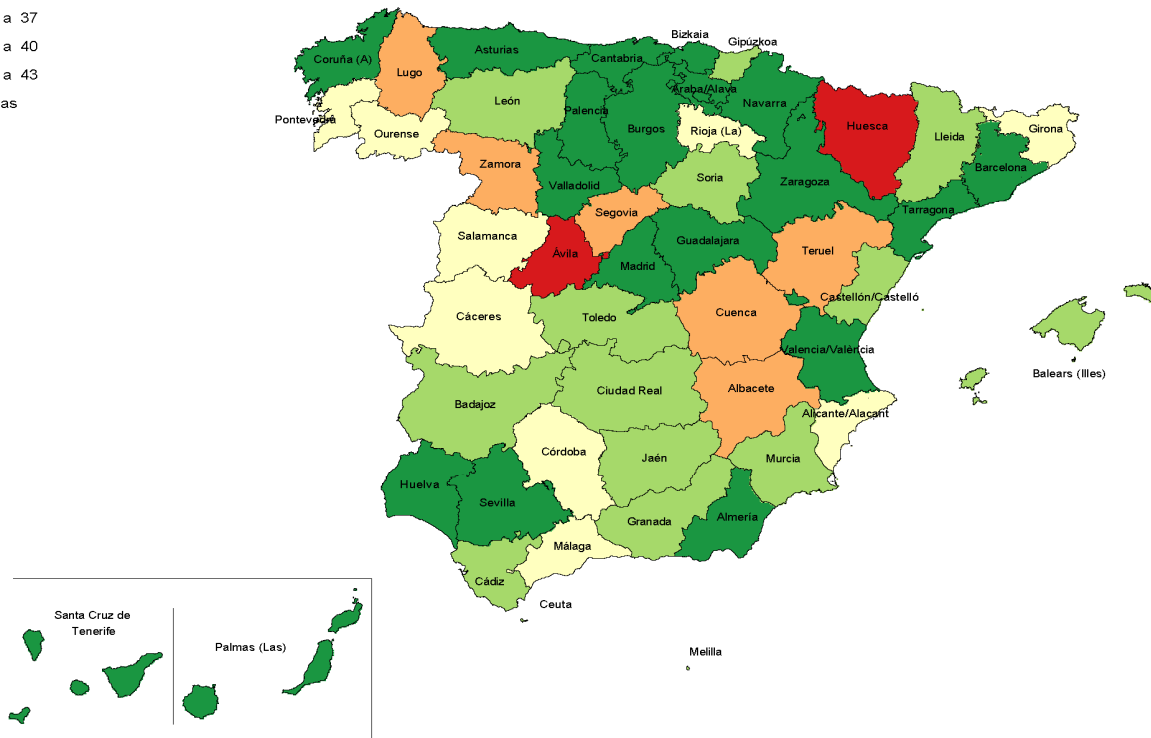 a 37
a 40
a 43
as
Bizkaia
Gipúzkoa
Coruña (A)
Asturias
Cantabria
Lugo
Araba/Alava
León
Palencia
Navarra
Pontevedra
Ourense
Burgos
Rioja (La)
Huesca
Lleida
Girona
Zamora
Barcelona
Valladolid
Soria
Zaragoza
Segovia
Tarragona
Salamanca
Ávila
Madrid
Guadalajara
Teruel
Castellón/Castelló
Cáceres
Toledo
Cuenca
Valencia/València
Balears (Illes)
Badajoz
Ciudad Real
Albacete
Alicante/Alacant
Córdoba
Jaén
Murcia
Huelva
Sevilla
Granada
Almería
Málaga
Cádiz
Ceuta
Santa Cruz de
Tenerife
Palmas (Las)
Melilla